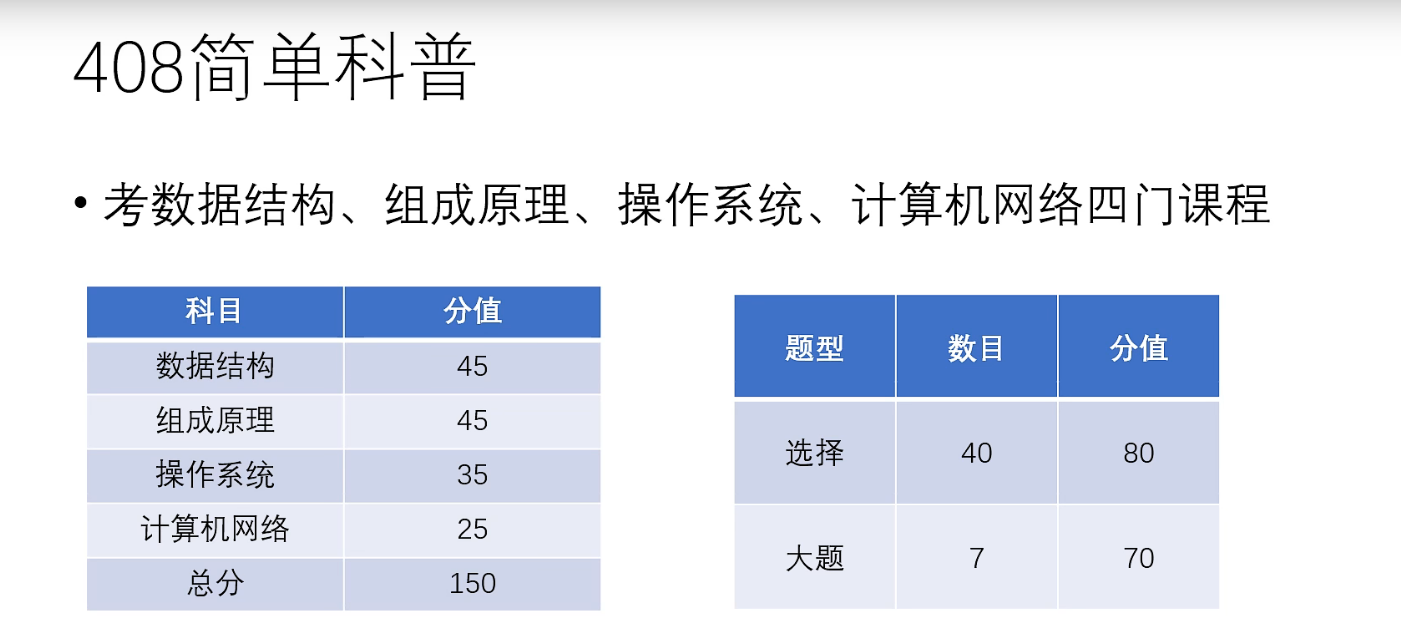 408简单科普
• 考数据结构、组成原理、操作系统、计算机网络四门课程
科目 分值
数据结构 45
组成原理 45
操作系统 35
计算机网络 25
总分 150
题型 数目 分值
选择 40 80
大题 7 70